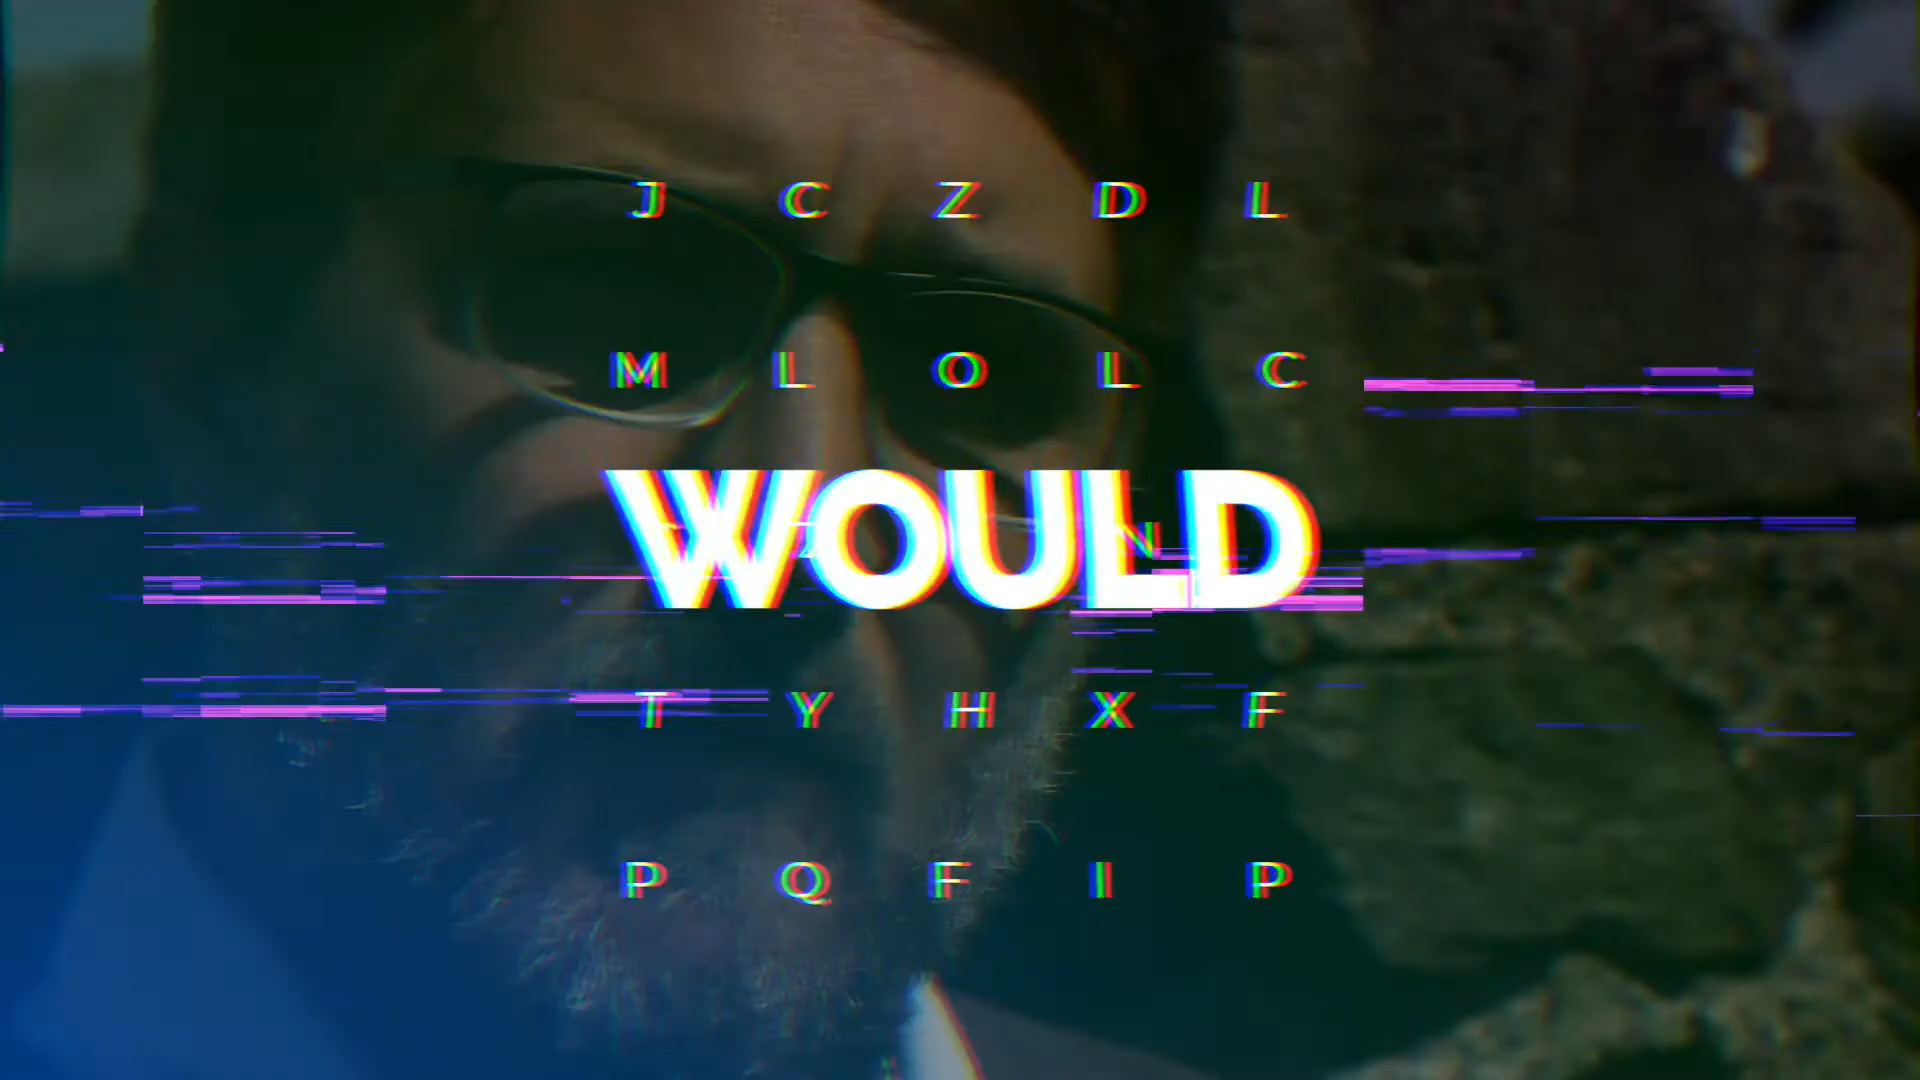 J C Z D L
M L O L C
WOULD
T Y H X F
P Q F I P